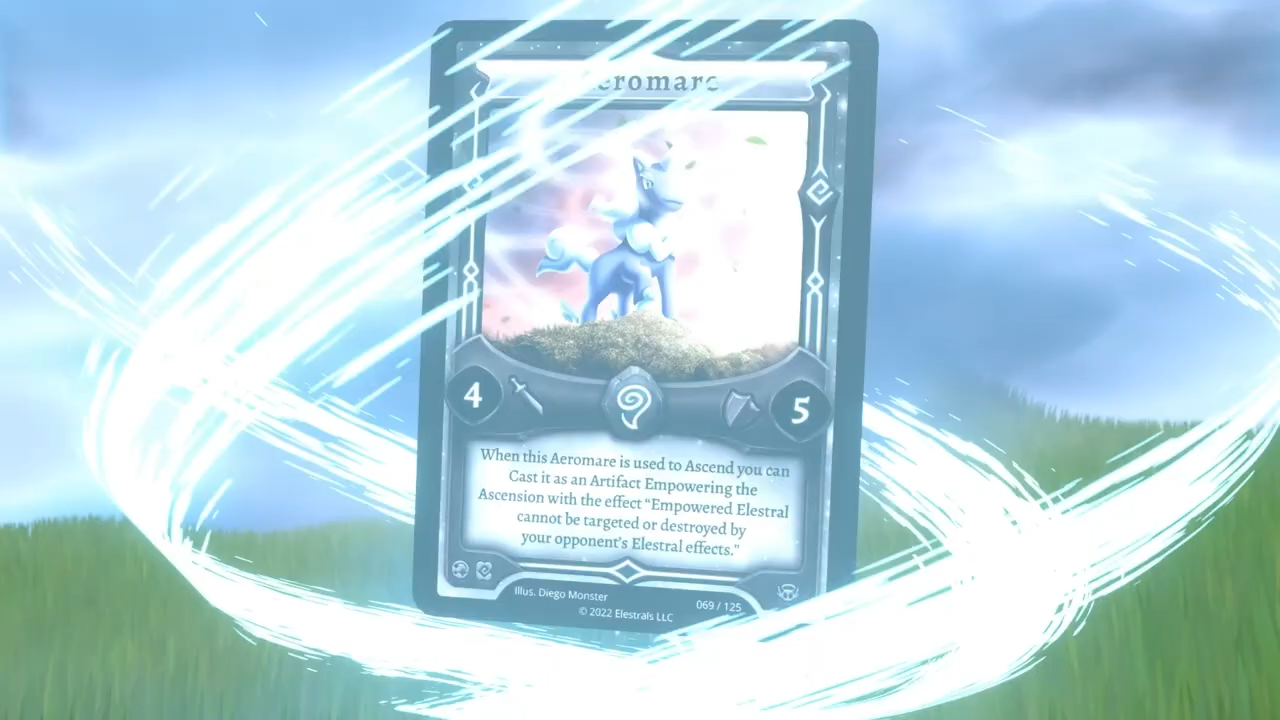 Aeromare
4
5
When this Aeromare is used to Ascend you can
Cast it as an Artifact Empowering the
Ascension with the effect “Empowered Elestral
cannot be targeted or destroyed by
your opponent’s Elestral effects.”
Illus. Diego Monster
069 / 125
© 2022 Elestrals LLC